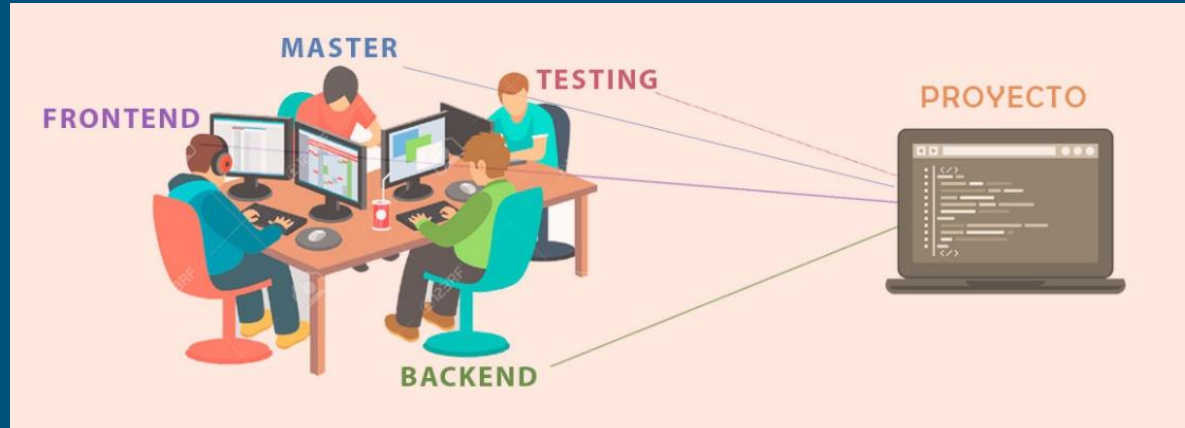 MASTER
TESTING
PROYECTO
FRONTEND
BACKEND